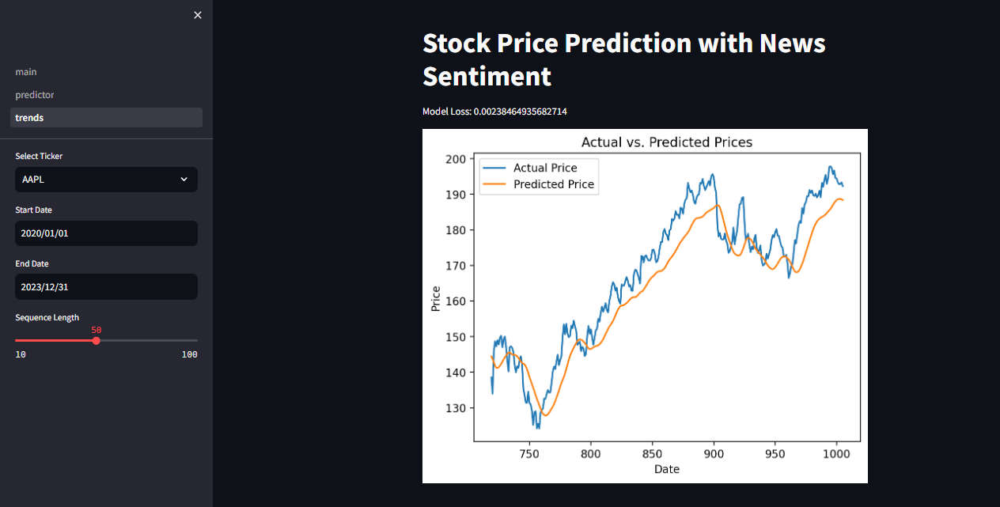 main
predictor
trends
Select Ticker
AAPL
Start Date
2020/01/01
End Date
2023/12/31
Sequence Length
50
10 100
Stock Price Prediction with News
Sentiment
Model Loss: 0.00238464935682714
Actual vs. Predicted Prices
Actual Price
Predicted Price
Price
200
190
180
170
160
150
140
130
750 800 850 900 950 1000
Date